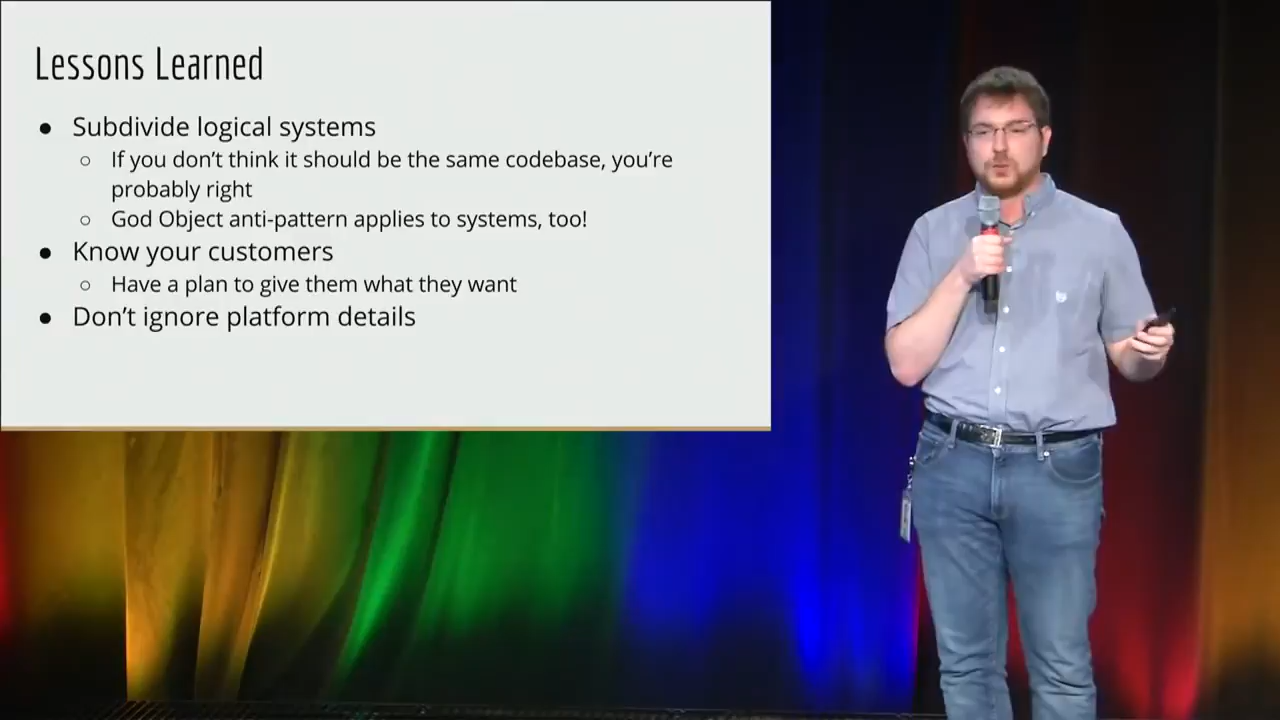 Lessons Learned
● Subdivide logical systems
○ If you don’t think it should be the same codebase, you’re
probably right
○ God Object anti-pattern applies to systems, too!
● Know your customers
○ Have a plan to give them what they want
● Don’t ignore platform details